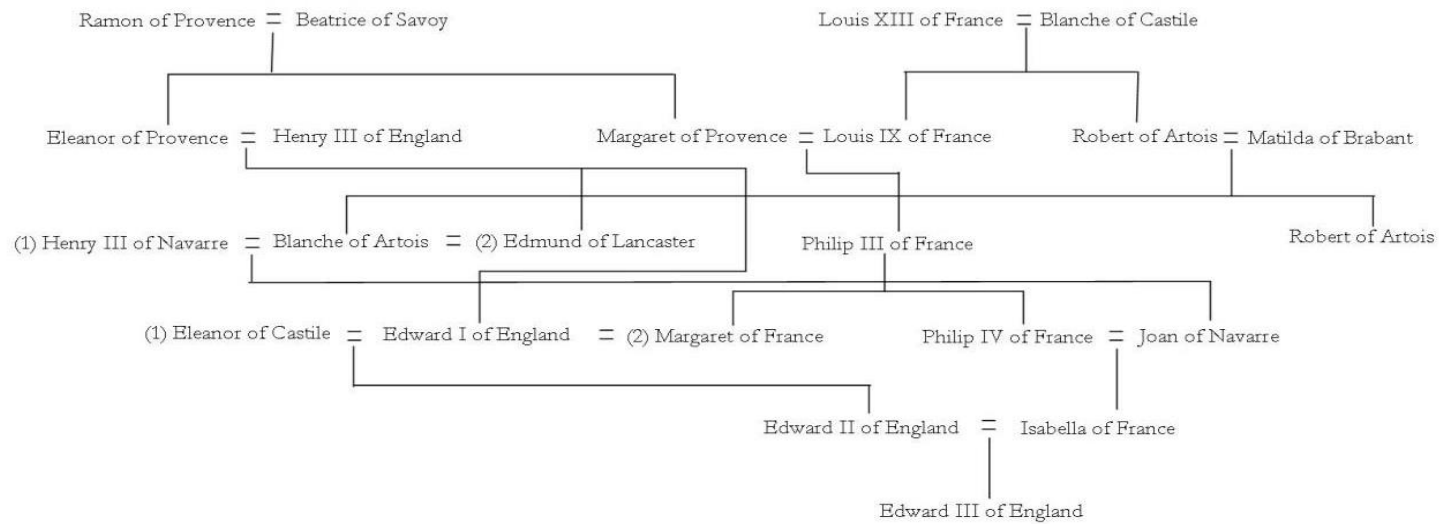 Ramon of Provence = Beatrice of Savoy Louis XIII of France = Blanche of Castile
Eleanor of Provence = Henry III of England Margaret of Provence = Louis IX of France Robert of Artois = Matilda of Brabant
(1) Henry III of Navarre = Blanche of Artois = (2) Edmund of Lancaster Philip III of France Robert of Artois
(1) Eleanor of Castile = Edward I of England = (2) Margaret of France Philip IV of France = Joan of Navarre
Edward II of England = Isabella of France
Edward III of England